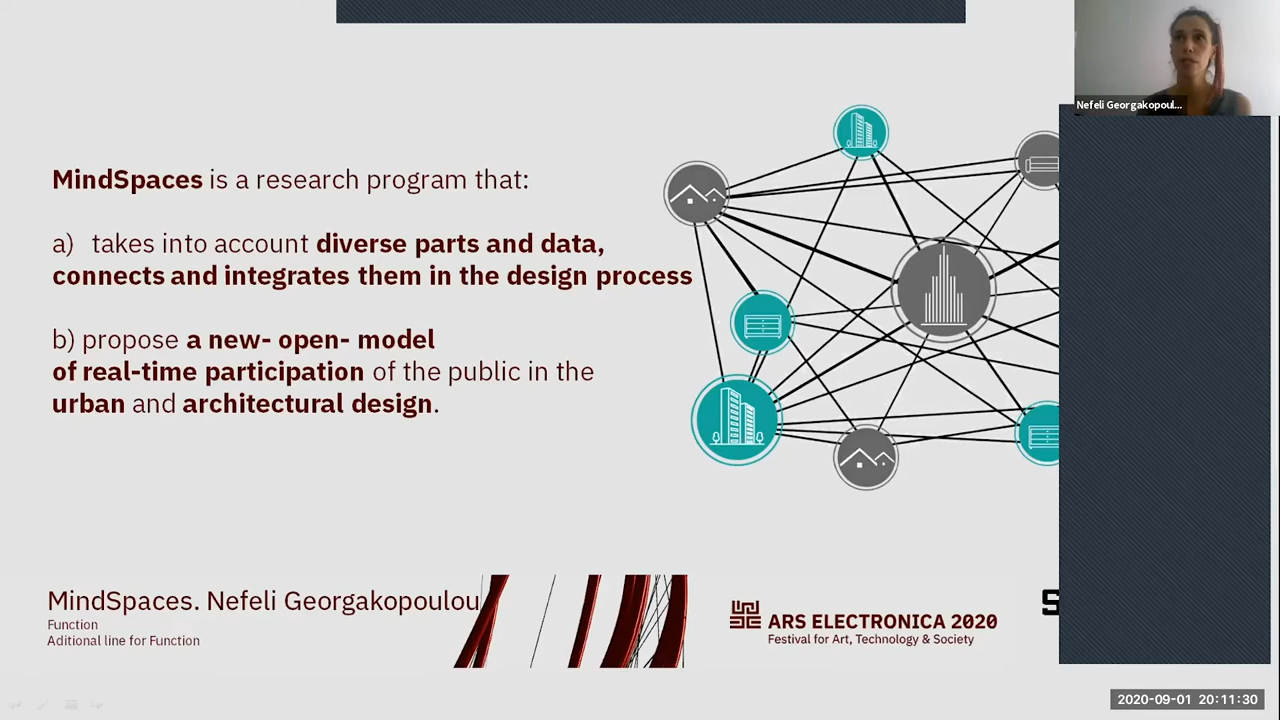 Nefeli Georgakopoul...
MindSpaces is a research program that:
a) takes into account diverse parts and data,
connects and integrates them in the design process
b) propose a new- open- model
of real-time participation of the public in the
urban and architectural design.
MindSpaces. Nefeli Georgakopoulou
Function
Aditional line for Function
ARS ELECTRONICA 2020
Festival for Art, Technology & Society
S
2020-09-01 20:11:30